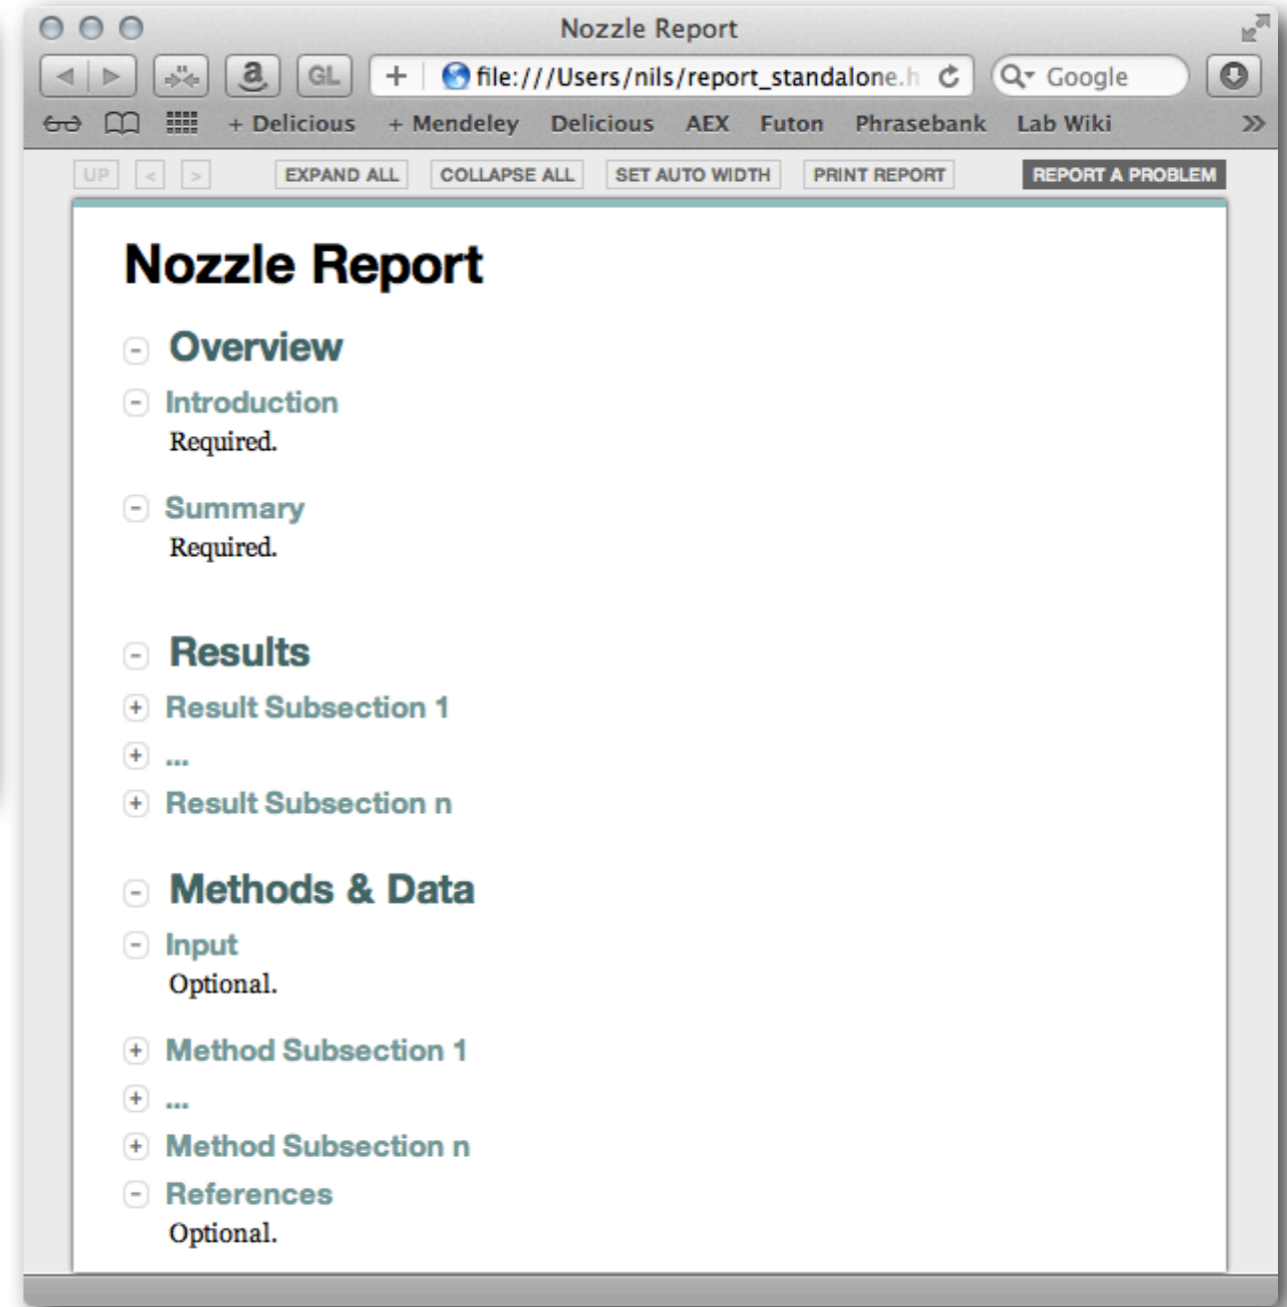 Nozzle Report
a GL + file:///Users/nils/report_standalone.h Google
+ Delicious + Mendeley Delicious AEX Futon Phrasebank Lab Wiki >>
UP < > EXPAND ALL COLLAPSE ALL SET AUTO WIDTH PRINT REPORT REPORT A PROBLEM
Nozzle Report
- Overview
- Introduction
Required.
- Summary
Required.
- Results
+ Result Subsection 1
+ ...
+ Result Subsection n
- Methods & Data
- Input
Optional.
+ Method Subsection 1
+ ...
+ Method Subsection n
- References
Optional.